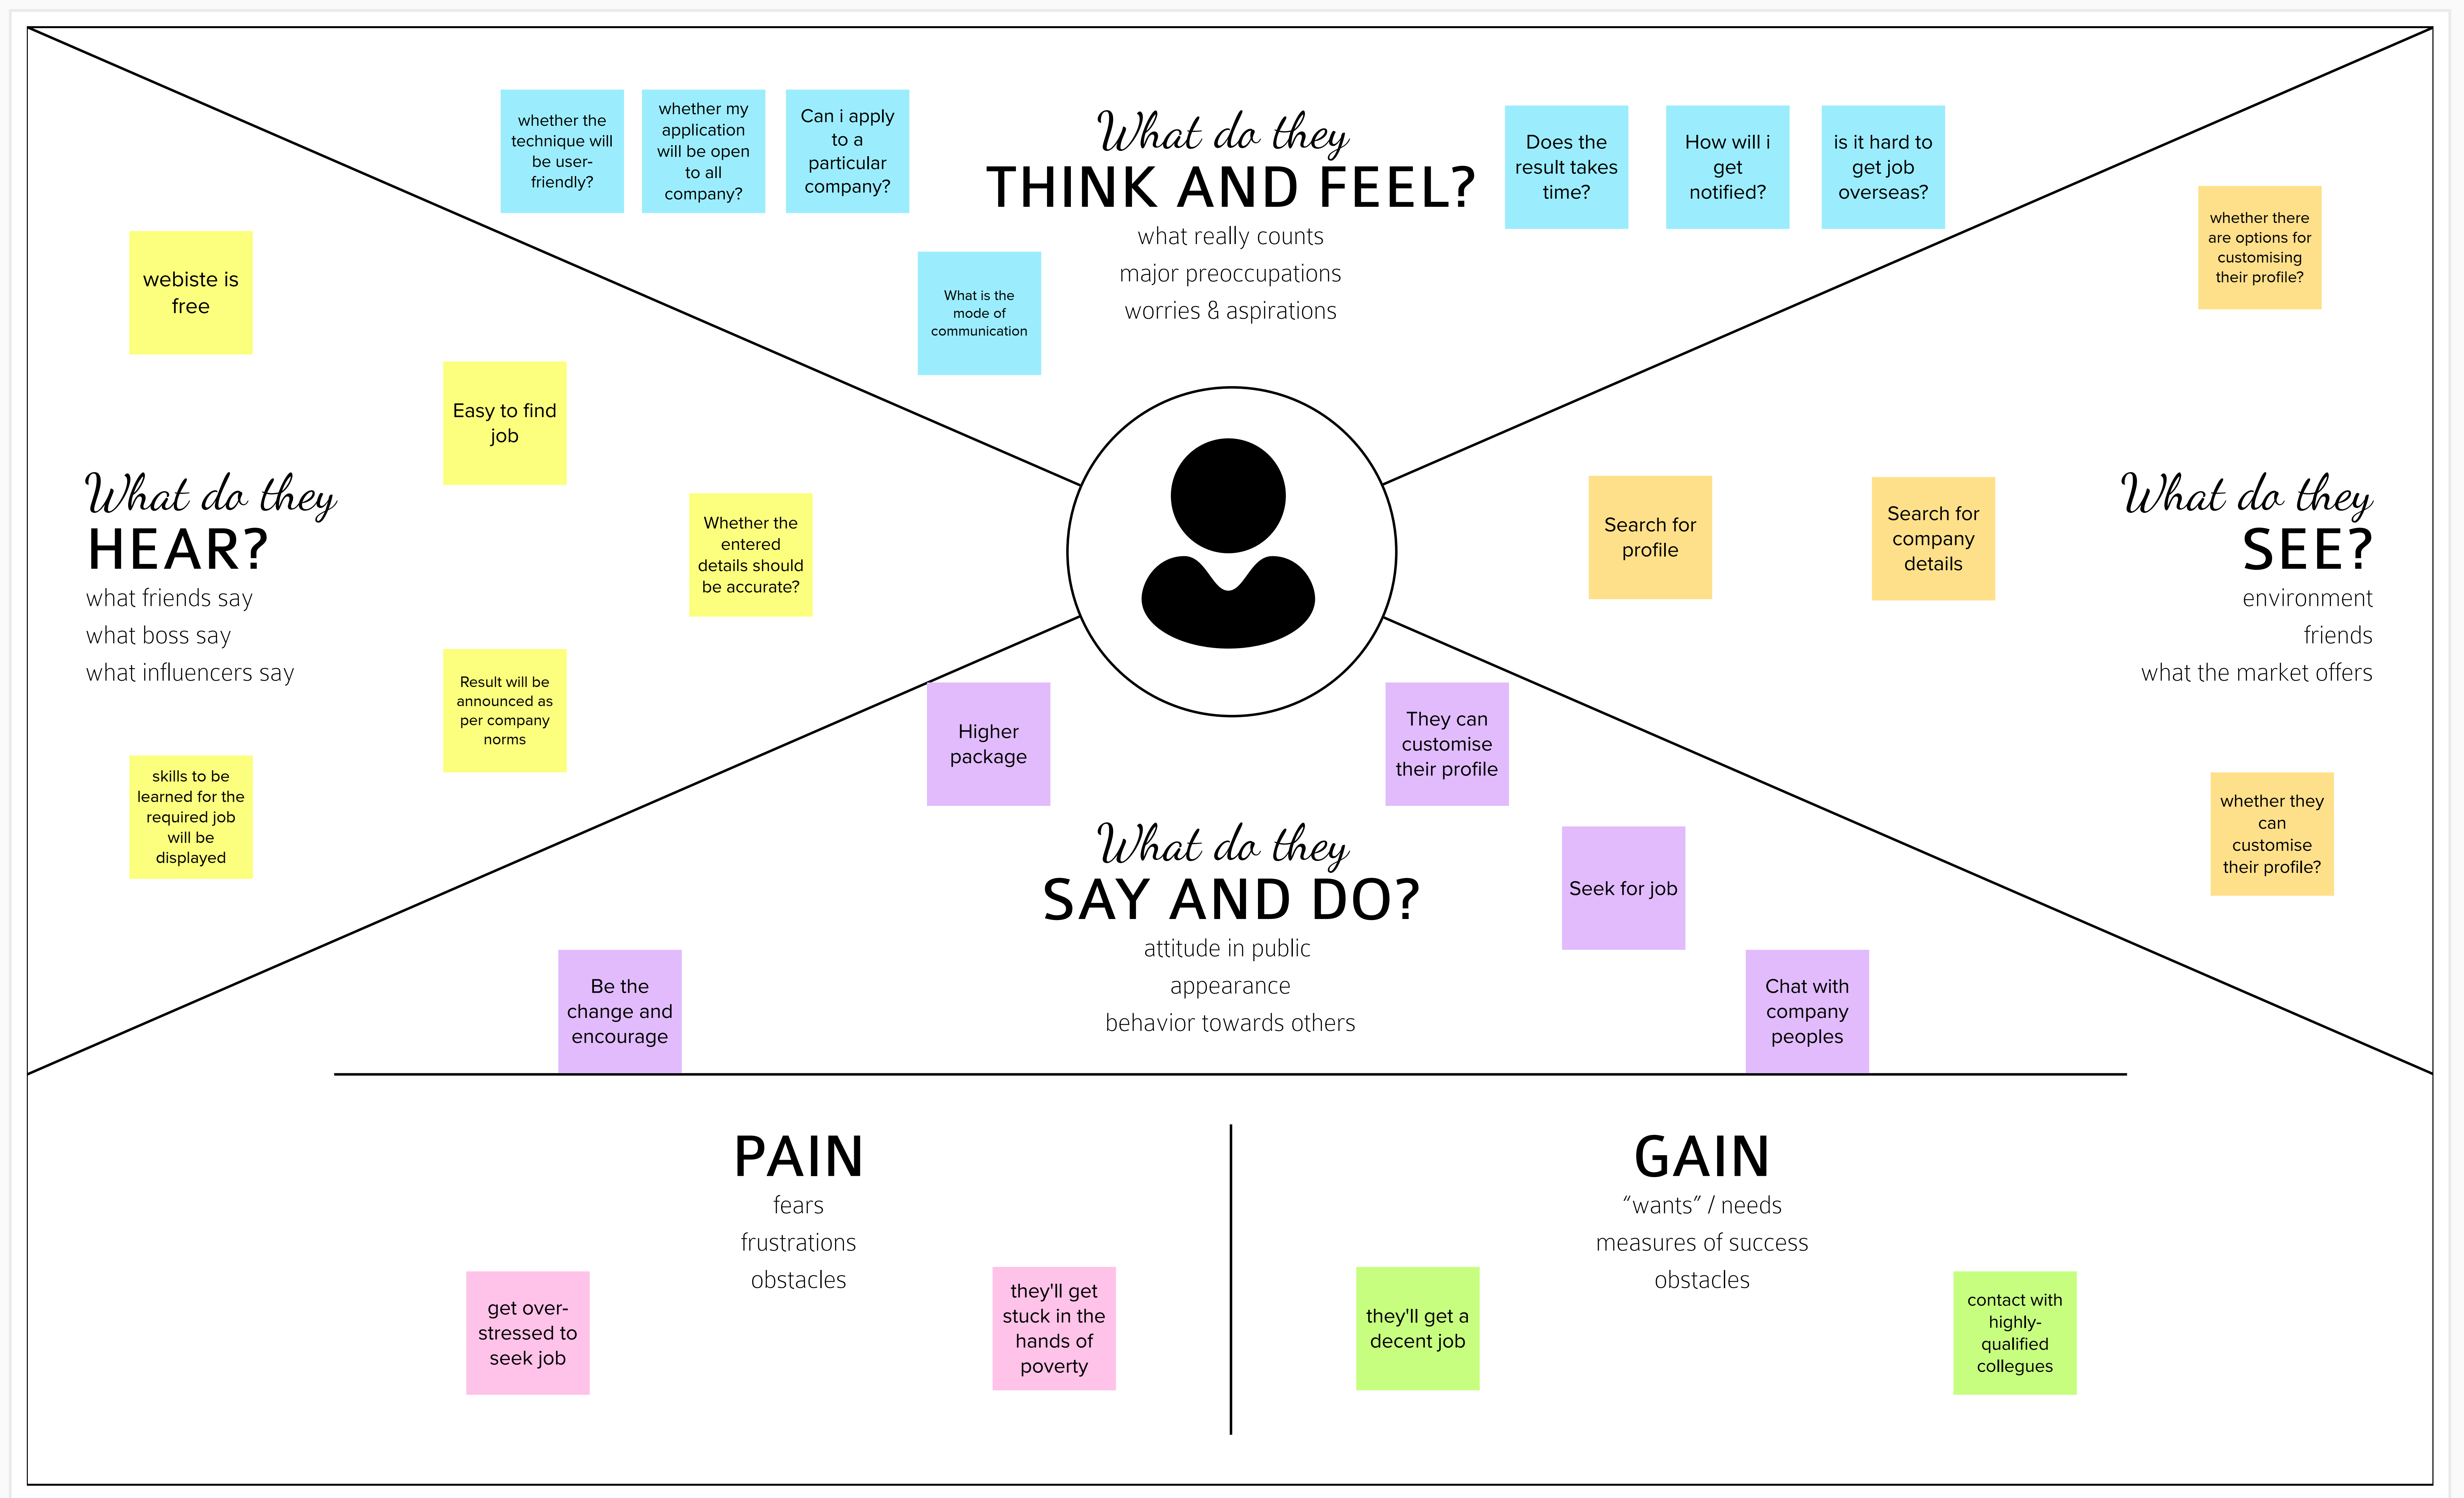 whether the
technique will
be user-
friendly?
whether my
application
will be open
to all
company?
Can i apply
to a
particular
company?
What is the
mode of
communication
What do they
THINK AND FEEL?
what really counts
major preoccupations
worries & aspirations
Does the
result takes
time?
How will i
get
notified?
is it hard to
get job
overseas?
webiste is
free
Easy to find
job
Whether the
entered
details should
be accurate?
What do they
HEAR?
what friends say
what boss say
what influencers say
Result will be
announced as
per company
norms
skills to be
learned for the
required job
will be
displayed
whether there
are options for
customising
their profile?
Search for
profile
Search for
company
details
What do they
SEE?
environment
friends
what the market offers
whether they
can
customise
their profile?
Higher
package
They can
customise
their profile
What do they
SAY AND DO?
attitude in public
appearance
behavior towards others
Seek for job
Be the
change and
encourage
Chat with
company
peoples
PAIN
fears
frustrations
obstacles
get over-
stressed to
seek job
they'll get
stuck in the
hands of
poverty
GAIN
“wants” / needs
measures of success
obstacles
they'll get a
decent job
contact with
highly-
qualified
collegues